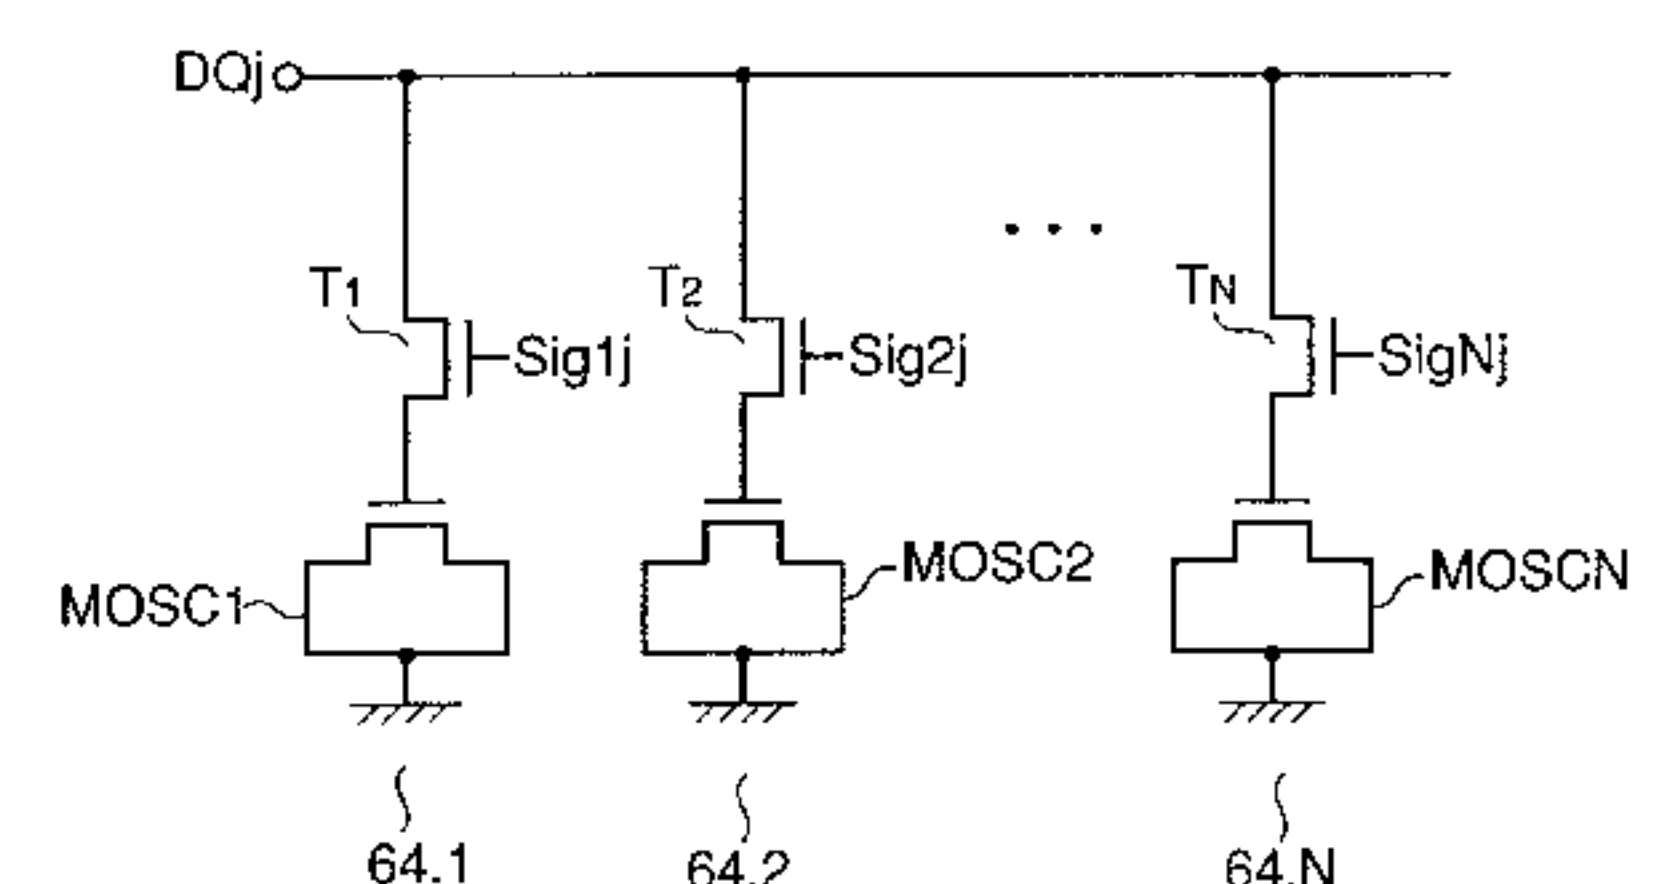 DQj
T1
Sig1j
T2
Sig2j
TN
SigNj
MOSC1
MOSC2
MOSCN
64.1
64.2
64.N